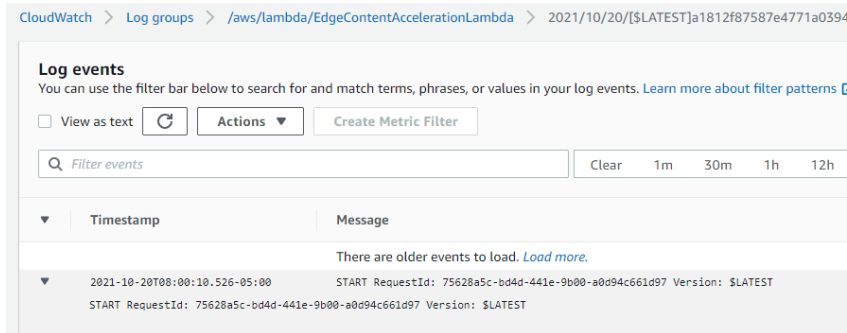 CloudWatch > Log groups > /aws/lambda/EdgeContentAccelerationLambda > 2021/10/20/[$LATEST]a1812f87587e4771a0394
Log events
You can use the filter bar below to search for and match terms, phrases, or values in your log events. Learn more about filter patterns
View as text Actions Create Metric Filter
Filter events Clear 1m 30m 1h 12h
Timestamp Message
There are older events to load. Load more.
2021-10-20T08:00:10.526-05:00 START RequestId: 75628a5c-bd4d-441e-9b00-a0d94c661d97 Version: $LATEST
START RequestId: 75628a5c-bd4d-441e-9b00-a0d94c661d97 Version: $LATEST